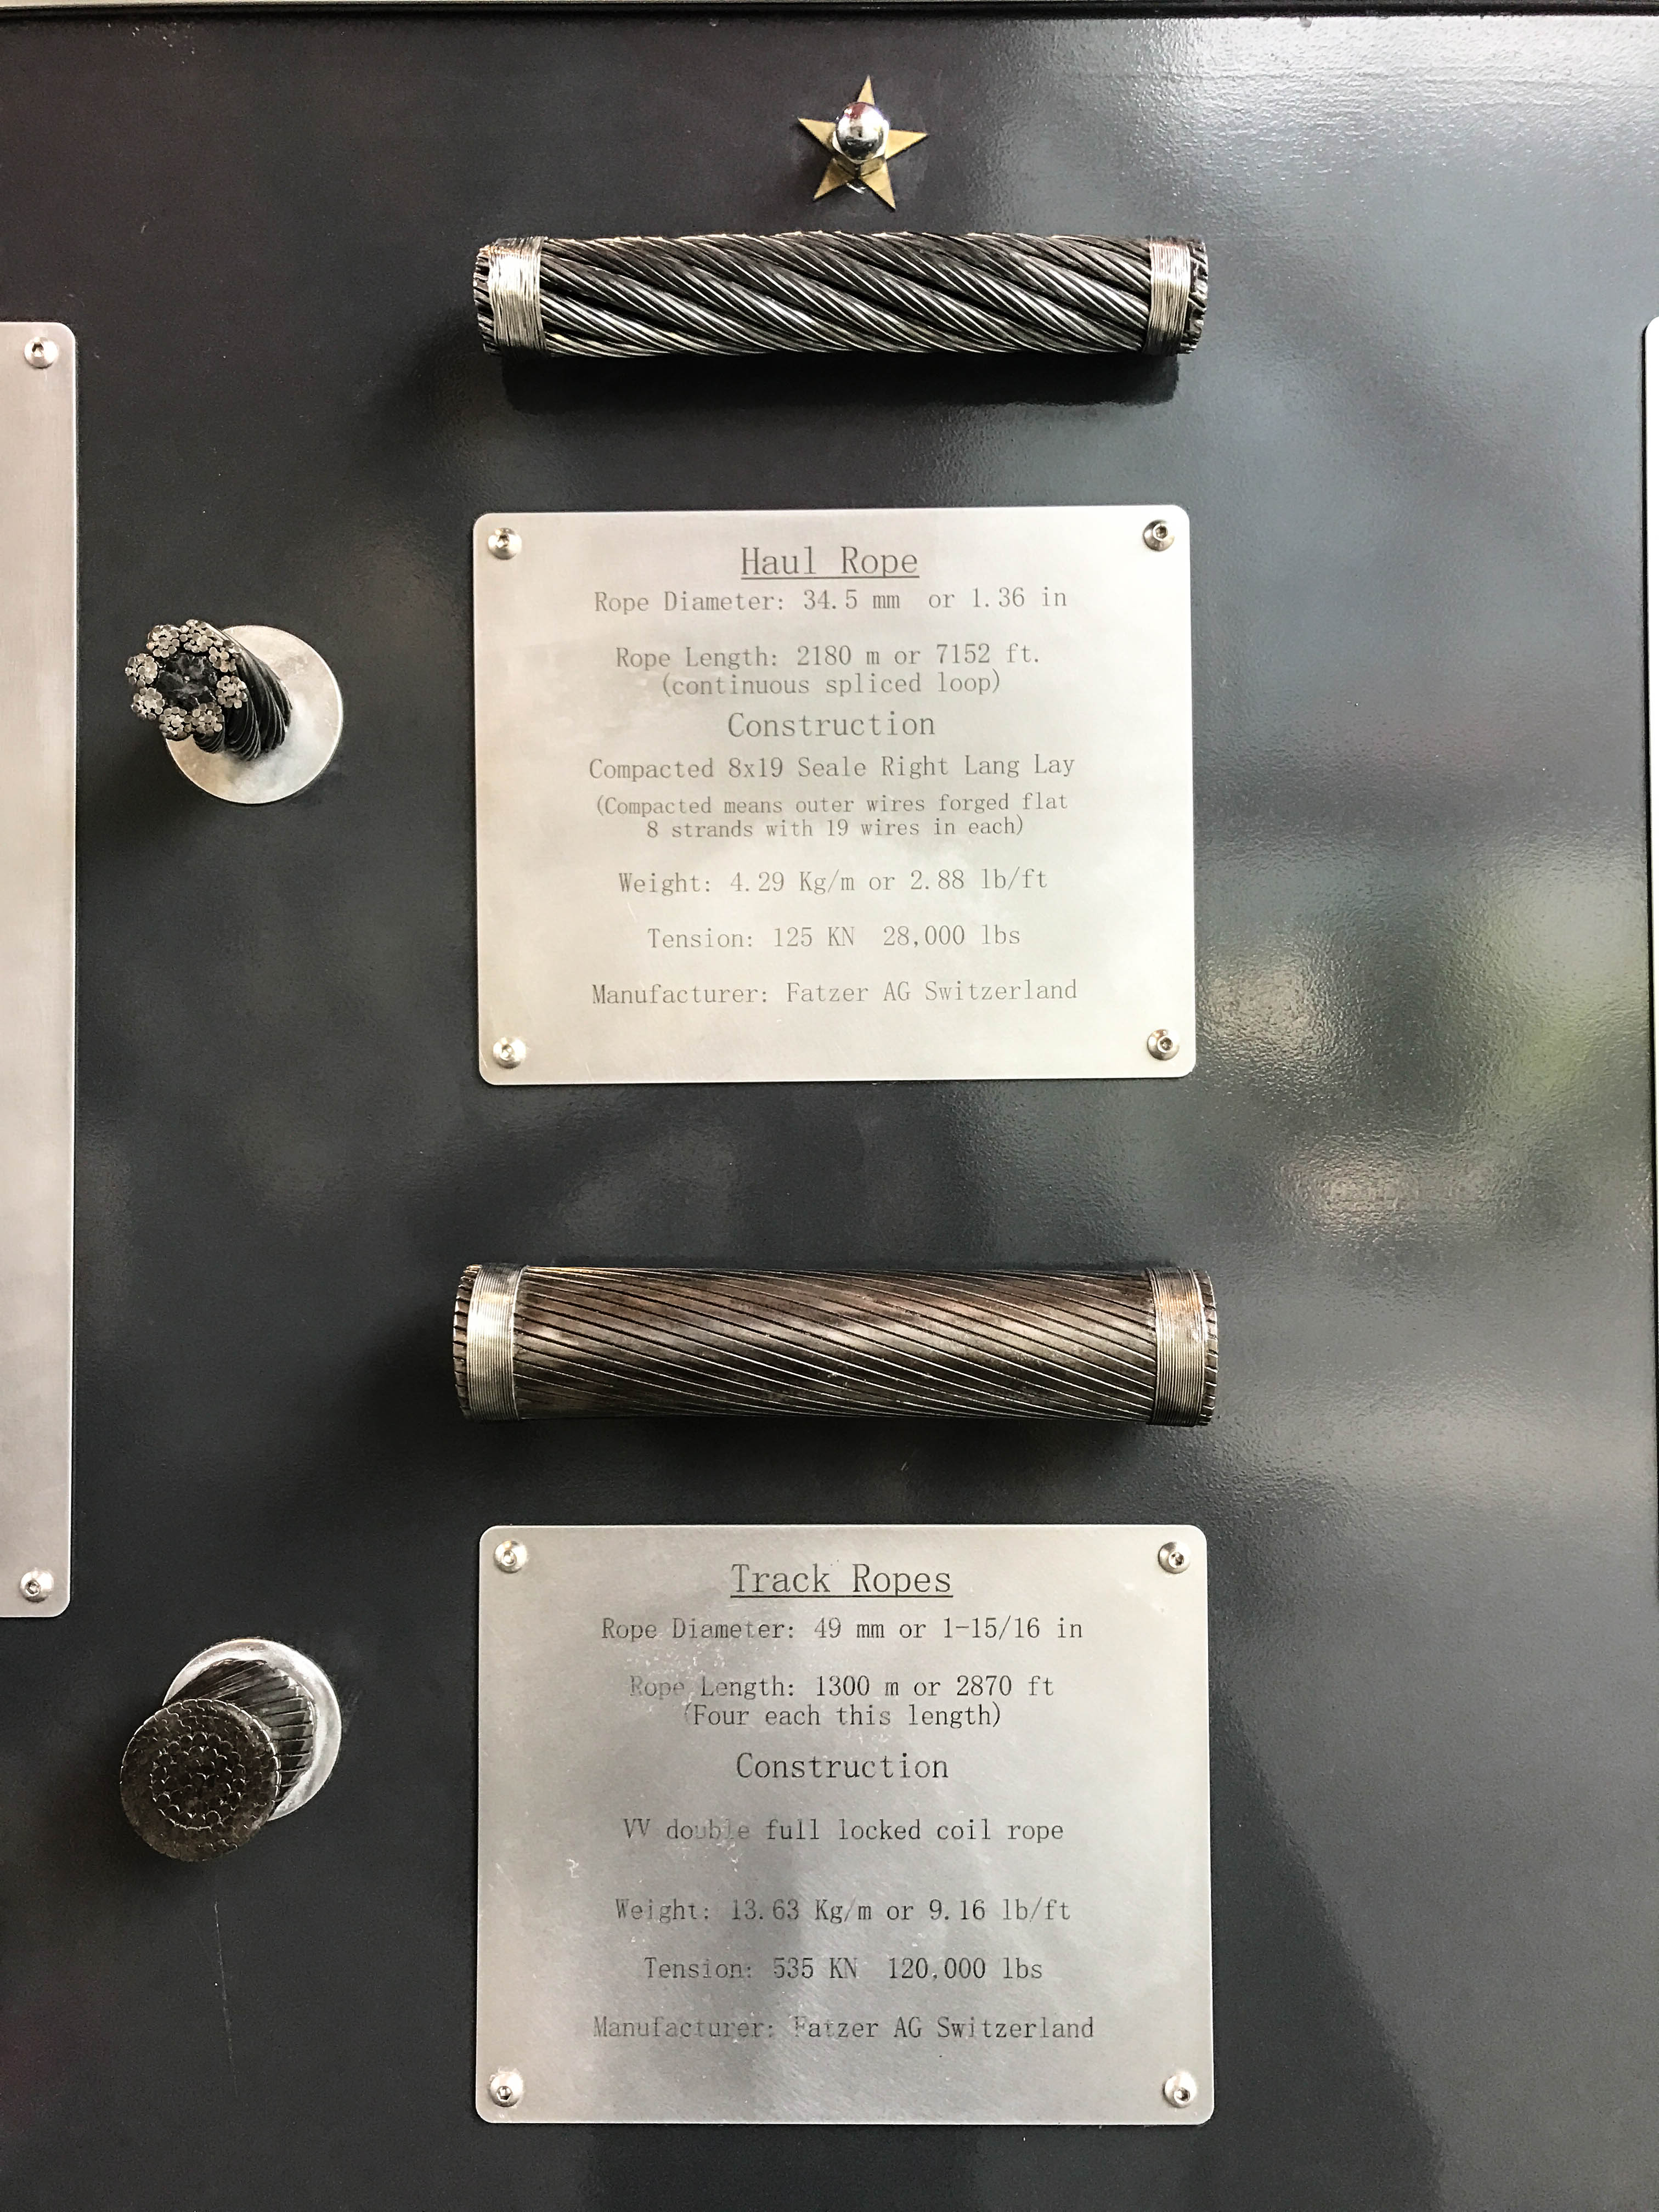 Haul Rope
Rope Diameter: 34.5 mm or 1.36 in
Rope Length: 2180 m or 7152 ft.
(continuous spliced loop)
Construction
Compacted 8x19 Seale Right Lang Lay
(Compacted means outer wires forged flat
8 strands with 19 wires in each)
Weight: 4.29 Kg/m or 2.88 lb/ft
Tension: 125 KN 28,000 lbs
Manufacturer: Fatzer AG Switzerland
Track Ropes
Rope Diameter: 49 mm or 1-15/16 in
Rope Length: 1300 m or 2870 ft
(Four each this length)
Construction
VV double full locked coil rope
Weight: 13.63 Kg/m or 9.16 lb/ft
Tension: 535 KN 120,000 lbs
Manufacturer: Fatzer AG Switzerland